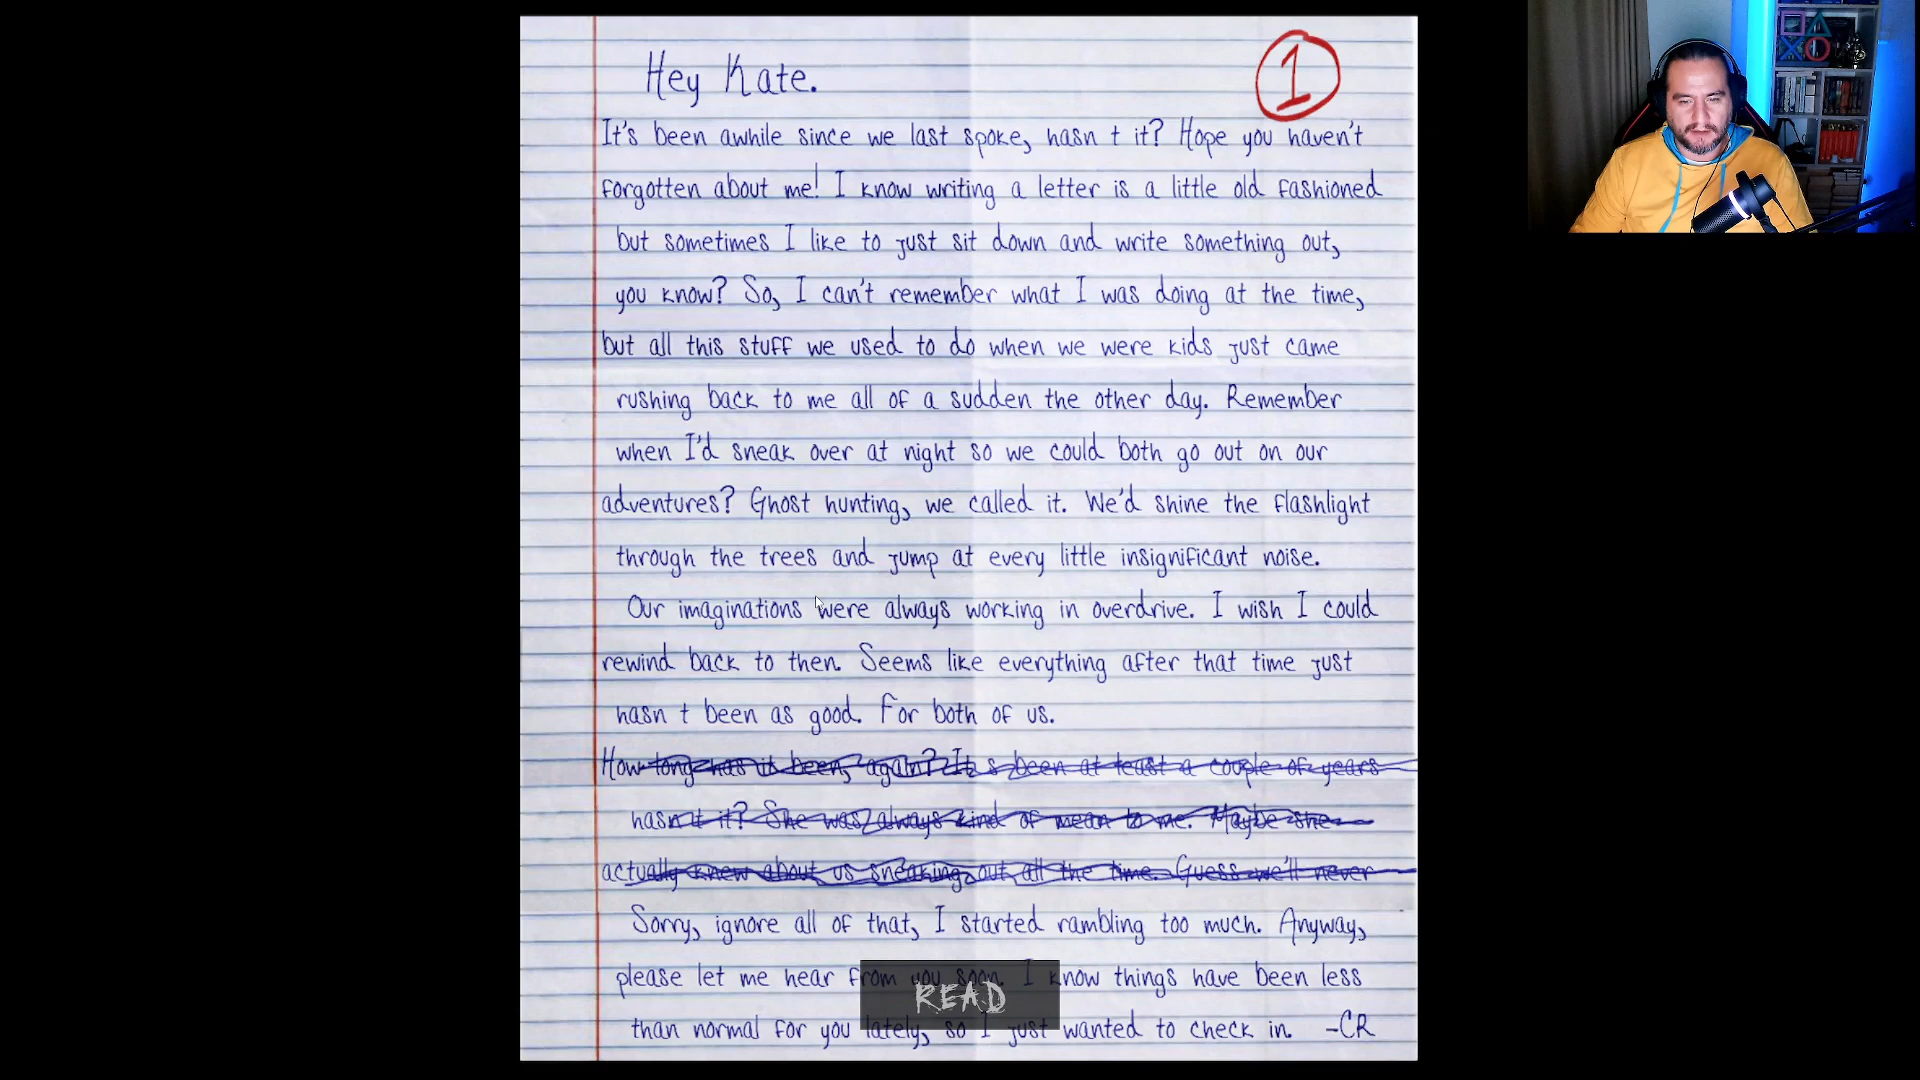 Hey Kate.
1
It's been awhile since we last spoke, hasn t it? Hope you haven't
forgotten about me! I know writing a letter is a little old fashioned
but sometimes I like to just sit down and write something out,
you know? So, I can't remember what I was doing at the time,
but all this stuff we used to do when we were kids just came
rushing back to me all of a sudden the other day. Remember
when I'd sneak over at night so we could both go out on our
adventures? Ghost hunting, we called it. We'd shine the flashlight
through the trees and jump at every little insignificant noise.
Our imaginations were always working in overdrive. I wish I could
rewind back to then. Seems like everything after that time just
hasn t been as good. For both of us.
How long has it been, again? It s been at least a couple of years
hasn t it? She was always kind of mean to me. Maybe she
actually knew about us sneaking out all the time. Guess we'll never
Sorry, ignore all of that, I started rambling too much. Anyway,
please let me hear from you soon. I know things have been less
than normal for you lately, so I just wanted to check in. -CR
READ